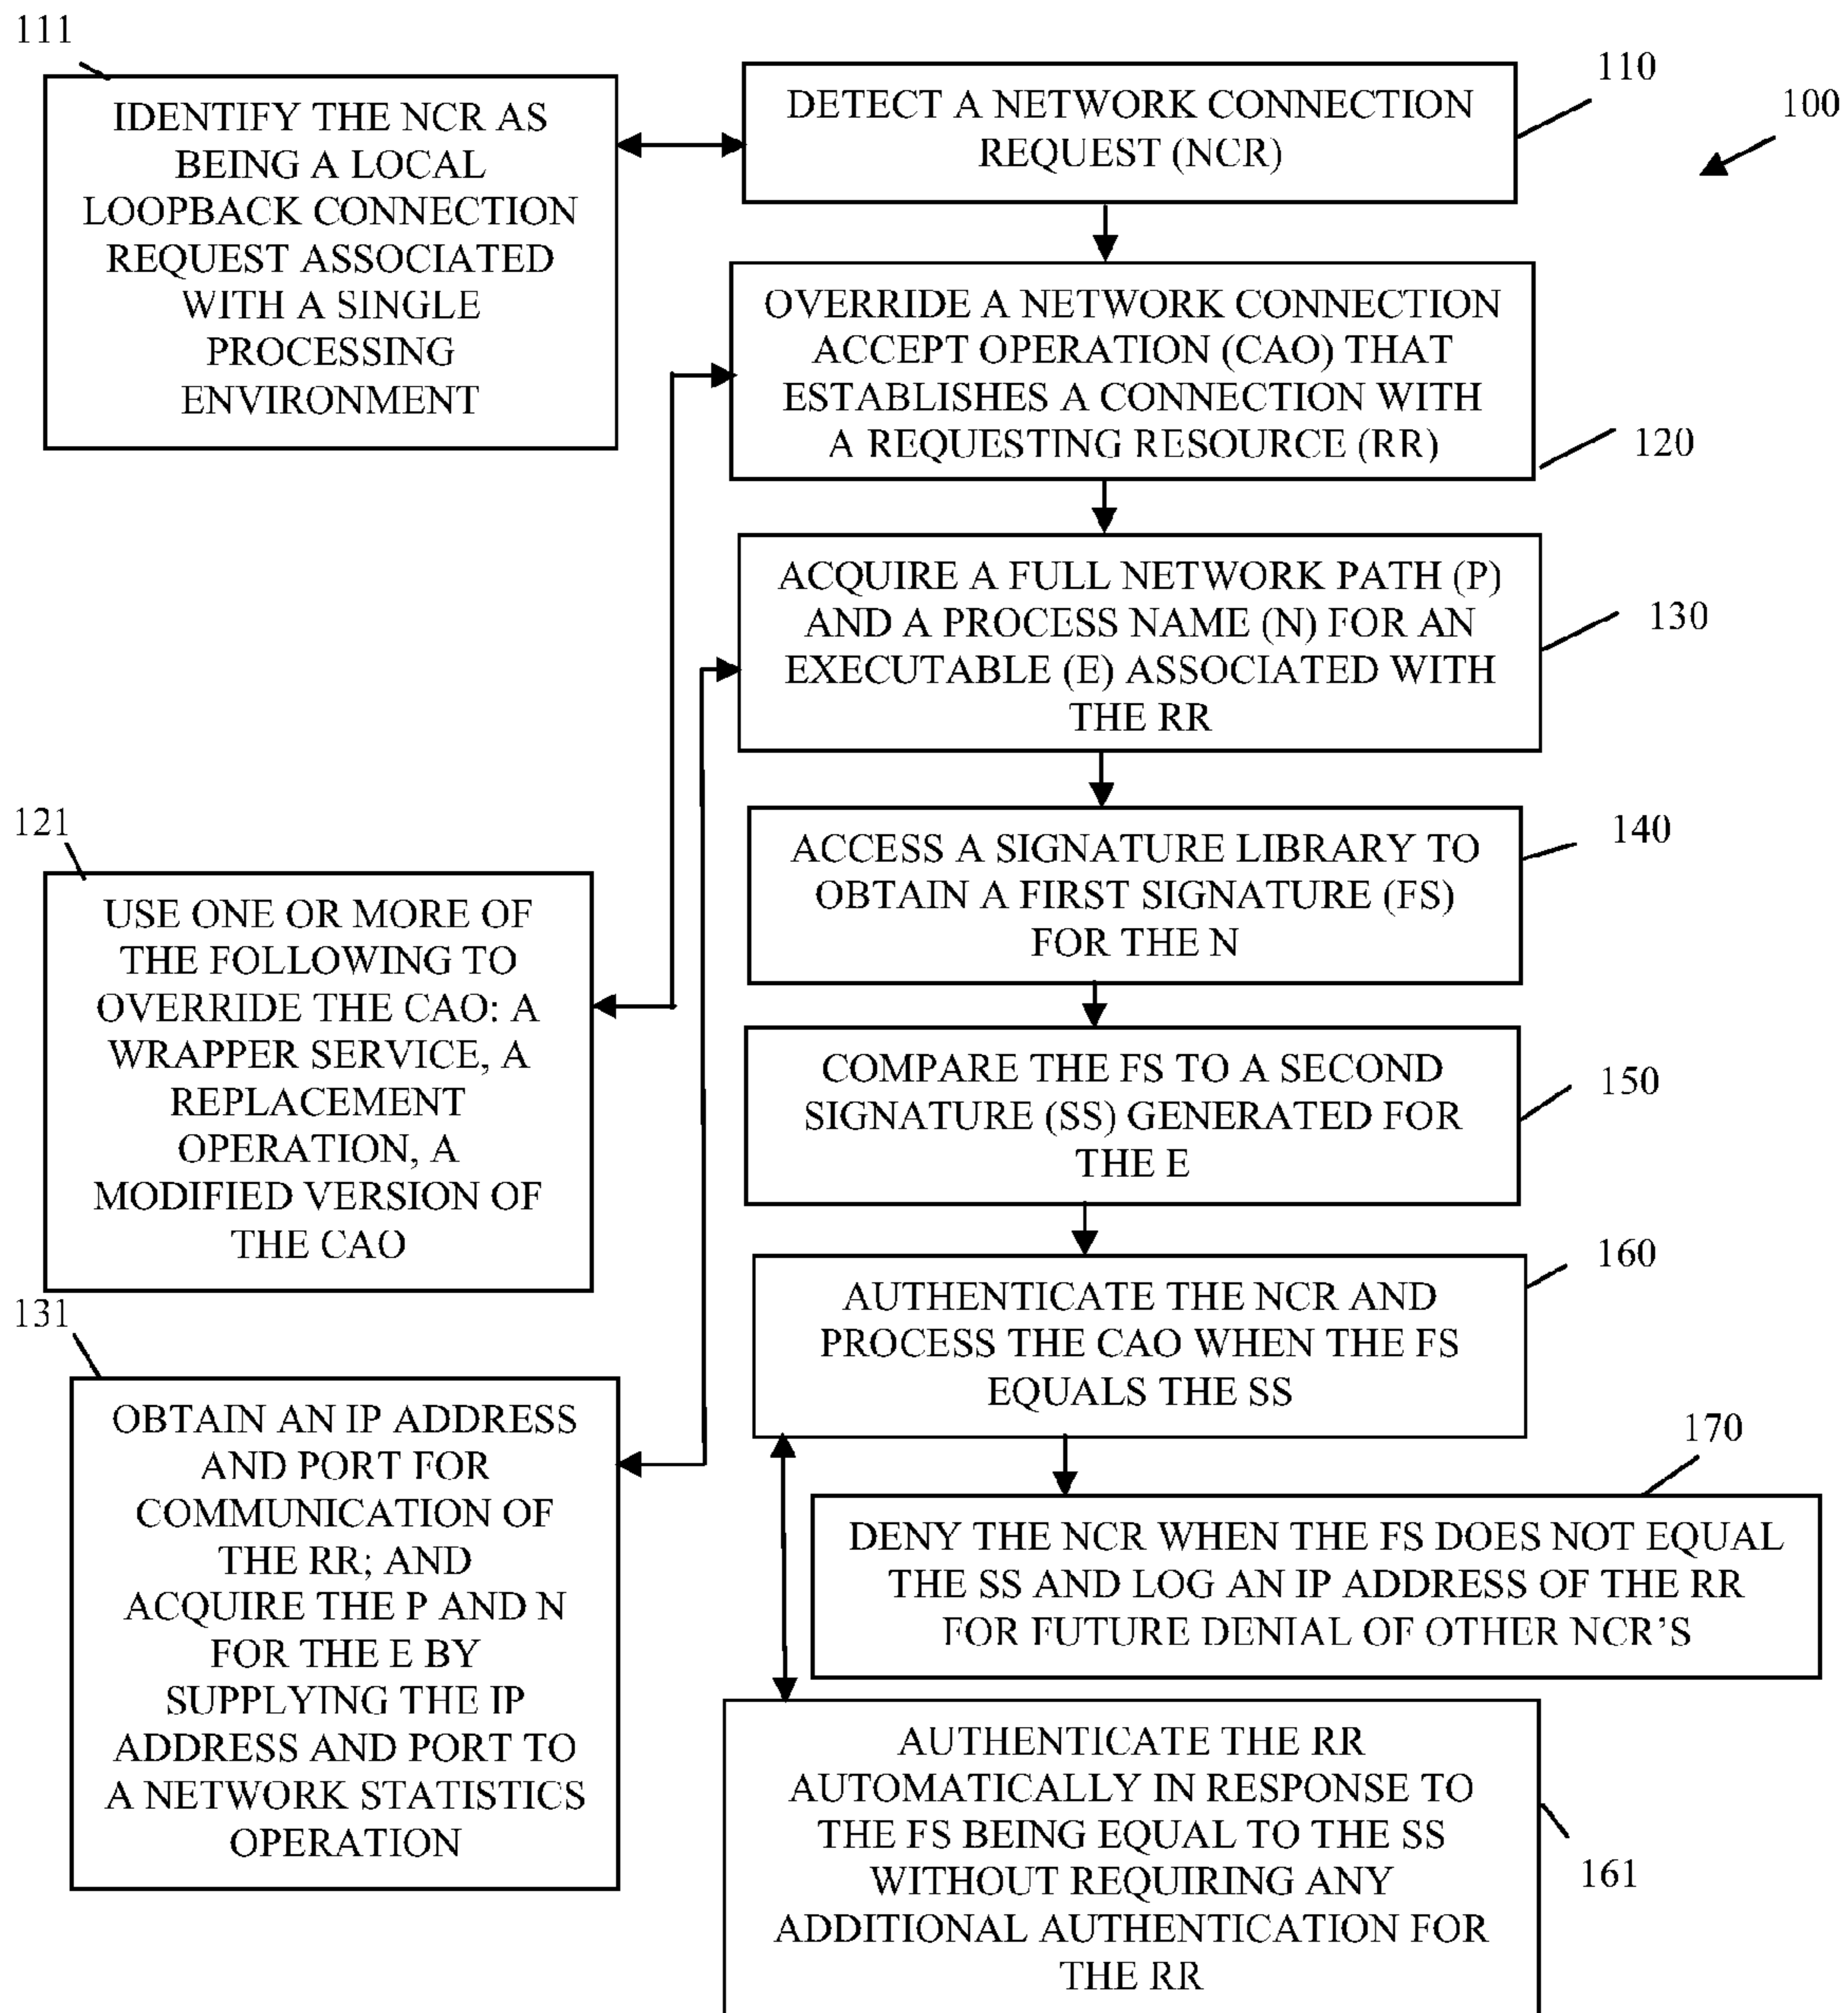 111
IDENTIFY THE NCR AS
BEING A LOCAL
LOOPBACK CONNECTION
REQUEST ASSOCIATED
WITH A SINGLE
PROCESSING
ENVIRONMENT
DETECT A NETWORK CONNECTION
REQUEST (NCR)
110
100
OVERRIDE A NETWORK CONNECTION
ACCEPT OPERATION (CAO) THAT
ESTABLISHES A CONNECTION WITH
A REQUESTING RESOURCE (RR)
120
ACQUIRE A FULL NETWORK PATH (P)
AND A PROCESS NAME (N) FOR AN
EXECUTABLE (E) ASSOCIATED WITH
THE RR
130
121
USE ONE OR MORE OF
THE FOLLOWING TO
OVERRIDE THE CAO: A
WRAPPER SERVICE, A
REPLACEMENT
OPERATION, A
MODIFIED VERSION OF
THE CAO
ACCESS A SIGNATURE LIBRARY TO
OBTAIN A FIRST SIGNATURE (FS)
FOR THE N
140
COMPARE THE FS TO A SECOND
SIGNATURE (SS) GENERATED FOR
THE E
150
131
OBTAIN AN IP ADDRESS
AND PORT FOR
COMMUNICATION OF
THE RR; AND
ACQUIRE THE P AND N
FOR THE E BY
SUPPLYING THE IP
ADDRESS AND PORT TO
A NETWORK STATISTICS
OPERATION
AUTHENTICATE THE NCR AND
PROCESS THE CAO WHEN THE FS
EQUALS THE SS
160
170
DENY THE NCR WHEN THE FS DOES NOT EQUAL
THE SS AND LOG AN IP ADDRESS OF THE RR
FOR FUTURE DENIAL OF OTHER NCR'S
AUTHENTICATE THE RR
AUTOMATICALLY IN RESPONSE TO
THE FS BEING EQUAL TO THE SS
WITHOUT REQUIRING ANY
ADDITIONAL AUTHENTICATION FOR
THE RR
161